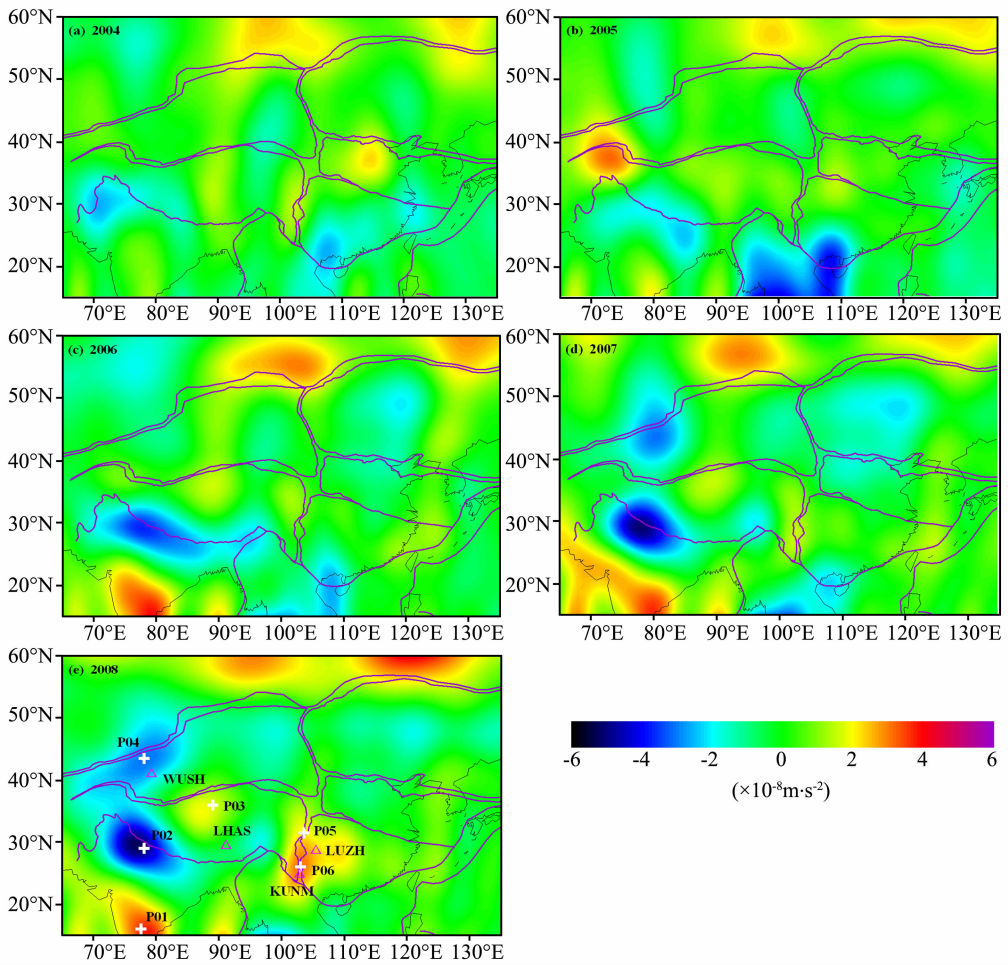 60°N
50°N
40°N
30°N
20°N
(a) 2004
70°E 80°E 90°E 100°E 110°E 120°E 130°E
60°N
50°N
40°N
30°N
20°N
(b) 2005
70°E 80°E 90°E 100°E 110°E 120°E 130°E
50°N
40°N
30°N
20°N
(c) 2006
70°E 80°E 90°E 100°E 110°E 120°E 130°E
60°N
50°N
40°N
30°N
20°N
(d) 2007
70°E 80°E 90°E 100°E 110°E 120°E 130°E
60°N
50°N
40°N
30°N
20°N
(e) 2008
P04
WUSH
P03
LHAS
P02
P05
LUZH
P06
KUNM
P01
70°E 80°E 90°E 100°E 110°E 120°E 130°E
-6 -4 -2 0 2 4 6
(×10⁻⁸m·s⁻²)